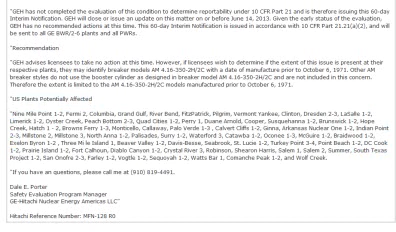 "GEH has not completed the evaluation of this condition to determine reportability under 10 CFR Part 21 and is therefore issuing this 60-day
Interim Notification. GEH will close or issue an update on this matter on or before June 14, 2013. Given the early status of the evaluation,
GEH has no recommended actions at the time. This 60-day Interim Notification is issued in accordance with 10 CFR Part 21.21(a)(2), and will
be sent to all GE BWR/2-6 plants and all PWRs.
"Recommendation
"GEH advises licensees to take no action at this time. However, if licensees wish to determine if the extent of this issue is present at their
respective plants, they may identify breaker models AM 4.16-350-2H/2C with a date of manufacture prior to October 6, 1971. Other AM
breaker styles do not use the booster cylinder as designed in breaker model AM 4.16-350-2H/2C and are not included in this concern.
Therefore the extent is limited to the AM 4.16-350-2H/2C models manufactured prior to October 6, 1971.
"US Plants Potentially Affected
"Nine Mile Point 1-2, Fermi 2, Columbia, Grand Gulf, River Bend, FitzPatrick, Pilgrim, Vermont Yankee, Clinton, Dresden 2-3, LaSalle 1-2,
Limerick 1-2, Oyster Creek, Peach Bottom 2-3, Quad Cities 1-2, Perry 1, Duane Arnold, Cooper, Susquehanna 1-2, Brunswick 1-2, Hope
Creek, Hatch 1 - 2, Browns Ferry 1-3, Monticello, Callaway, Palo Verde 1-3, Calvert Cliffs 1-2, Ginna, Arkansas Nuclear One 1-2, Indian Point
2-3, Millstone 2, Millstone 3, North Anna 1-2, Palisades, Surry 1-2, Waterford 3, Catawba 1-2, Oconee 1-3, McGuire 1-2, Braidwood 1-2,
Exelon Byron 1-2 , Three Mile Island 1, Beaver Valley 1-2, Davis-Besse, Seabrook, St. Lucie 1-2, Turkey Point 3-4, Point Beach 1-2, DC Cook
1-2, Prairie Island 1-2, Fort Calhoun, Diablo Canyon 1-2, Crystal River 3, Robinson, Shearon Harris, Salem 1, Salem 2, Summer, South Texas
Project 1-2, San Onofre 2-3, Farley 1-2, Vogtle 1-2, Sequoyah 1-2, Watts Bar 1, Comanche Peak 1-2, and Wolf Creek.
"If you have any questions, please call me at (910) 819-4491.
Dale E. Porter
Safety Evaluation Program Manager
GE-Hitachi Nuclear Energy Americas LLC"
Hitachi Reference Number: MFN-128 R0